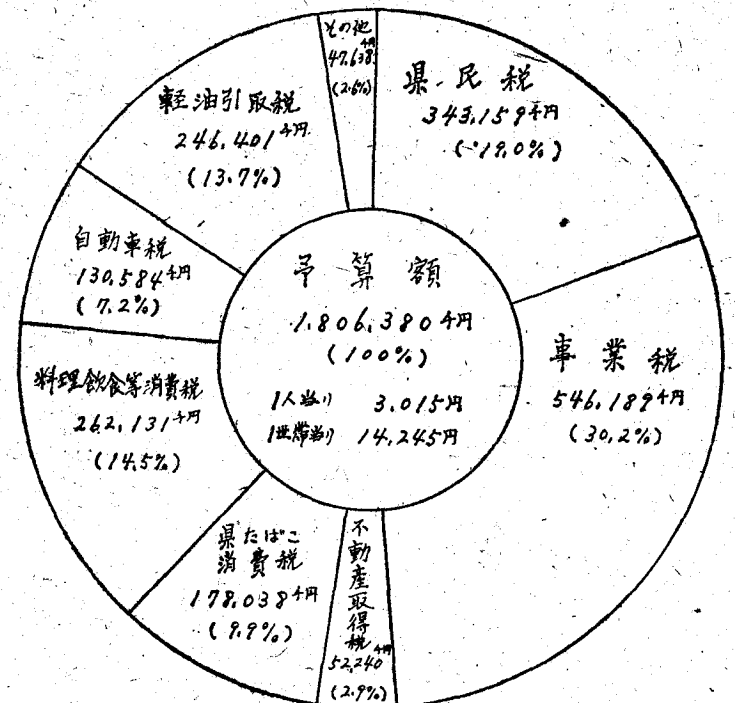 その他
47,638千円
(2.6%)
県民税
343,159千円
(19.0%)
軽油引取税
246,401千円
(13.7%)
自動車税
130,584千円
(7.2%)
予算額
1,806,380千円
(100%)
1人当り 3,015円
1世帯当り 14,245円
事業税
546,189千円
(30.2%)
料理飲食等消費税
262,131千円
(14.5%)
県たばこ
消費税
178,038千円
(9.9%)
不動産取得税
52,240千円
(2.9%)